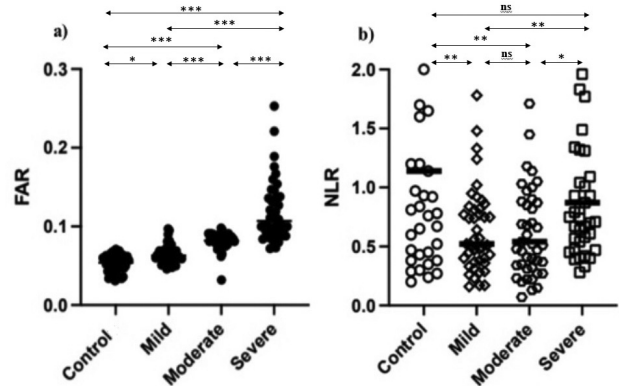 a)
***
***
***
*
***
***
FAR
0.3
0.2
0.1
0.0
Control
Mild
Moderate
Severe
b)
ns
**
**
**
ns
*
NLR
2.0
1.5
1.0
0.5
0.0
Control
Mild
Moderate
Severe